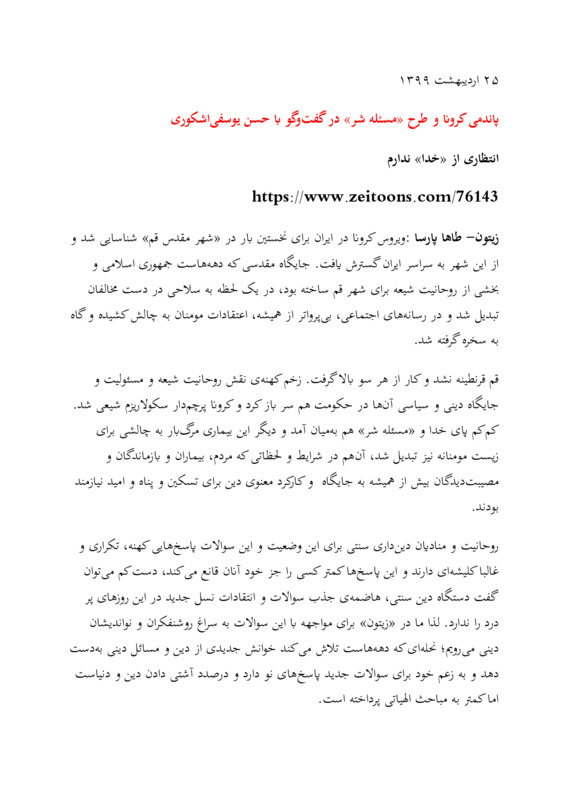 ۲۵ اردیبهشت ۱۳۹۹
پاندمی کرونا و طرح «مسئله شر» در گفت‌وگو با حسن یوسفی‌اشکوری
انتظاری از «خدا» ندارم
https://www.zeitoons.com/76143
زیتون– طاها پارسا :ویروس کرونا در ایران برای نخستین بار در «شهر مقدس قم» شناسایی شد و
از این شهر به سراسر ایران گسترش یافت. جایگاه مقدسی که دهه‌هاست جمهوری اسلامی و
بخشی از روحانیت شیعه برای شهر قم ساخته بود، در یک لحظه به سلاحی در دست مخالفان
تبدیل شد و در رسانه‌های اجتماعی، بی‌پرواتر از همیشه، اعتقادات مومنان به چالش کشیده و گاه
به سخره گرفته شد.
قم قرنطینه نشد و کار از هر سو بالا گرفت. زخم کهنه‌ی نقش روحانیت شیعه و مسئولیت و
جایگاه دینی و سیاسی آن‌ها در حکومت هم سر باز کرد و کرونا پرچم‌دار سکولاریزم شیعی شد.
کم‌کم پای خدا و «مسئله شر» هم به‌میان آمد و دیگر این بیماری مرگ‌بار به چالشی برای
زیست مومنانه نیز تبدیل شد، آن‌هم در شرایط و لحظاتی که مردم، بیماران و بازماندگان و
مصیبت‌دیدگان بیش از همیشه به جایگاه و کارکرد معنوی دین برای تسکین و پناه و امید نیازمند
بودند.
روحانیت و منادیان دین‌داری سنتی برای این وضعیت و این سوالات پاسخ‌هایی کهنه، تکراری و
غالبا کلیشه‌ای دارند و این پاسخ‌ها کمتر کسی را جز خود آنان قانع می‌کند، دست کم می‌توان
گفت دستگاه دین سنتی، هاضمه‌ی جذب سوالات و انتقادات نسل جدید در این روزهای پر
درد را ندارد. لذا ما در «زیتون» برای مواجهه با این سوالات به سراغ روشنفکران و نواندیشان
دینی می‌رویم؛ نحله‌ای که دهه‌هاست تلاش می‌کند خوانش جدیدی از دین و مسائل دینی به‌دست
دهد و به زعم خود برای سوالات جدید پاسخ‌های نو دارد و درصدد آشتی دادن دین و دنیاست
اما کمتر به مباحث الهیاتی پرداخته است.